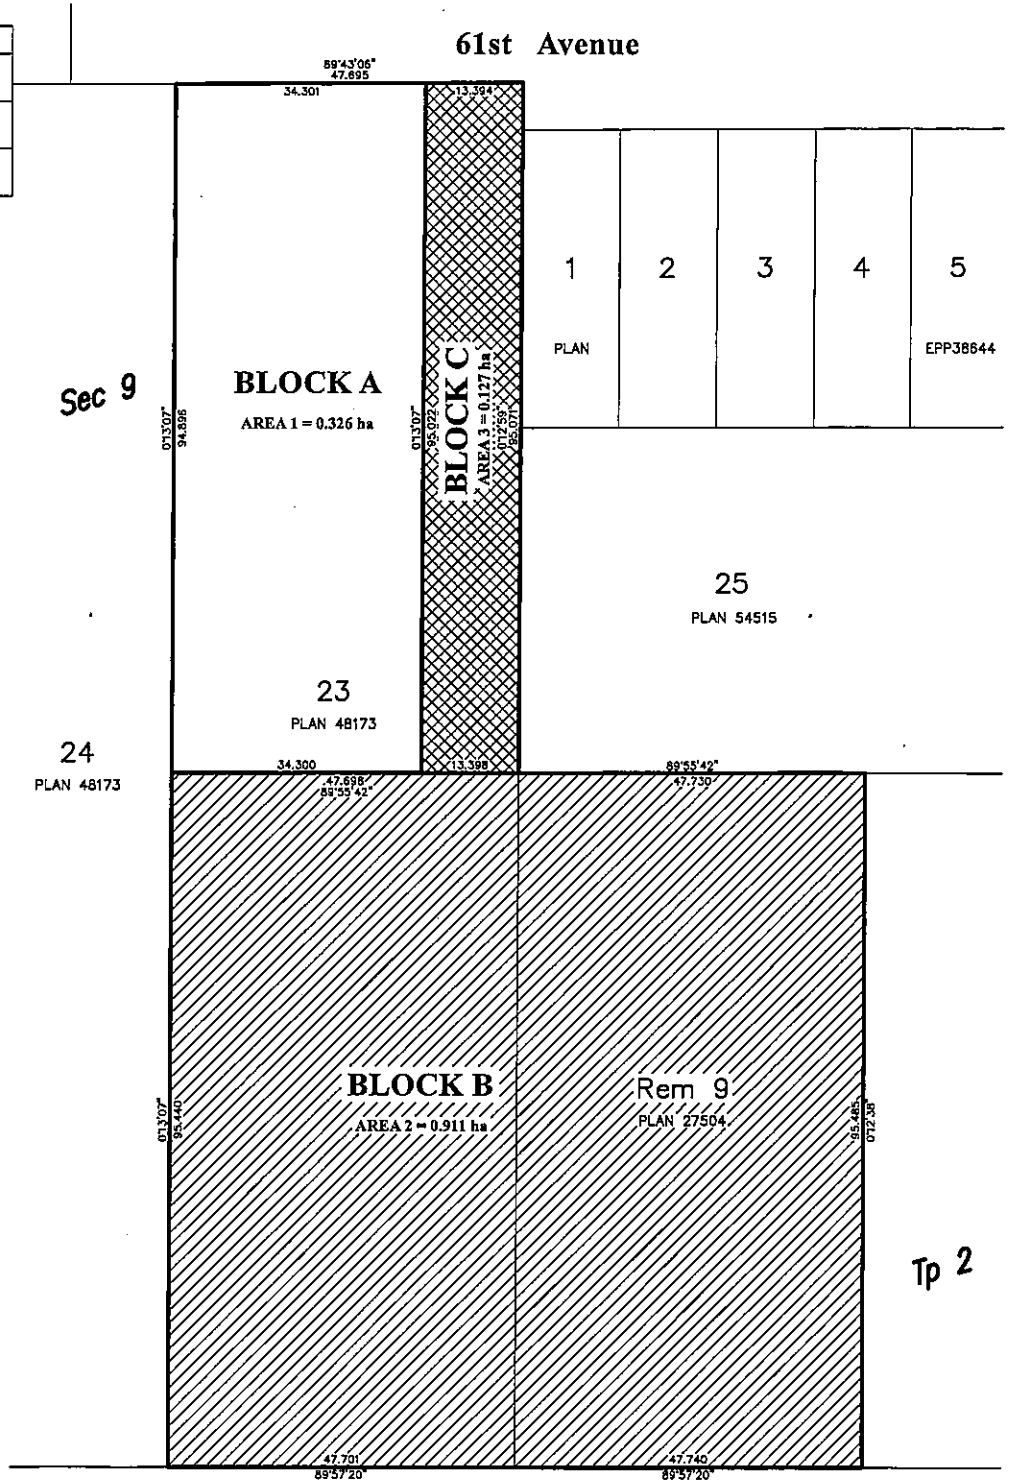 61st Avenue
89°43'06"
47.695
34.301
13.394
1
2
3
4
5
PLAN
EPP38644
Sec 9
BLOCK A
AREA 1 = 0.326 ha
0°13'07"
94.896
0°13'07"
95.022
BLOCK C
AREA 3 = 0.127 ha
0°12'59"
95.071
25
PLAN 54515
23
PLAN 48173
24
PLAN 48173
34.300
13.398
89°55'42"
47.698
47.730
89°55'42"
BLOCK B
AREA 2 = 0.911 ha
Rem 9
PLAN 27504
0°13'07"
95.440
95.485
0°12'38"
Tp 2
47.701
47.740
89°57'20"
89°57'20"